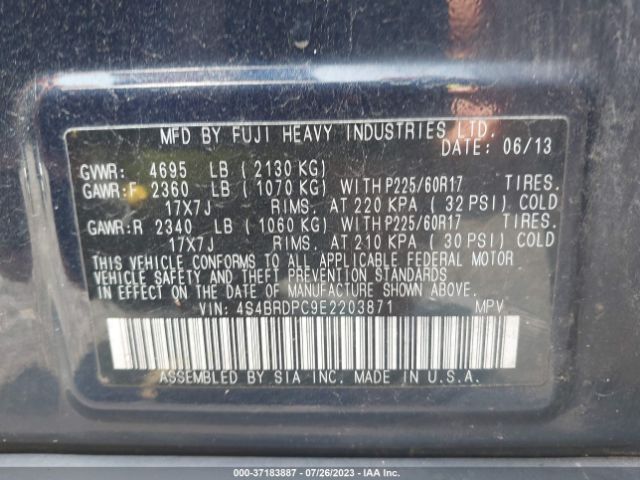 MFD BY FUJI HEAVY INDUSTRIES LTD.
DATE: 06/13
GVWR: 4695 LB ( 2130 KG)
GAWR:F 2360 LB ( 1070 KG) WITH P225/60R17 TIRES.
17X7J RIMS. AT 220 KPA ( 32 PSI) COLD
GAWR:R 2340 LB ( 1060 KG) WITH P225/60R17 TIRES.
17X7J RIMS. AT 210 KPA ( 30 PSI) COLD
THIS VEHICLE CONFORMS TO ALL APPLICABLE FEDERAL MOTOR
VEHICLE SAFETY AND THEFT PREVENTION STANDARDS
IN EFFECT ON THE DATE OF MANUFACTURE SHOWN ABOVE.
VIN: 4S4BRDPC9E2203871 MPV
ASSEMBLED BY SIA INC. MADE IN U.S.A.
000-37183887 / 07/26/2023 / IAA Inc.